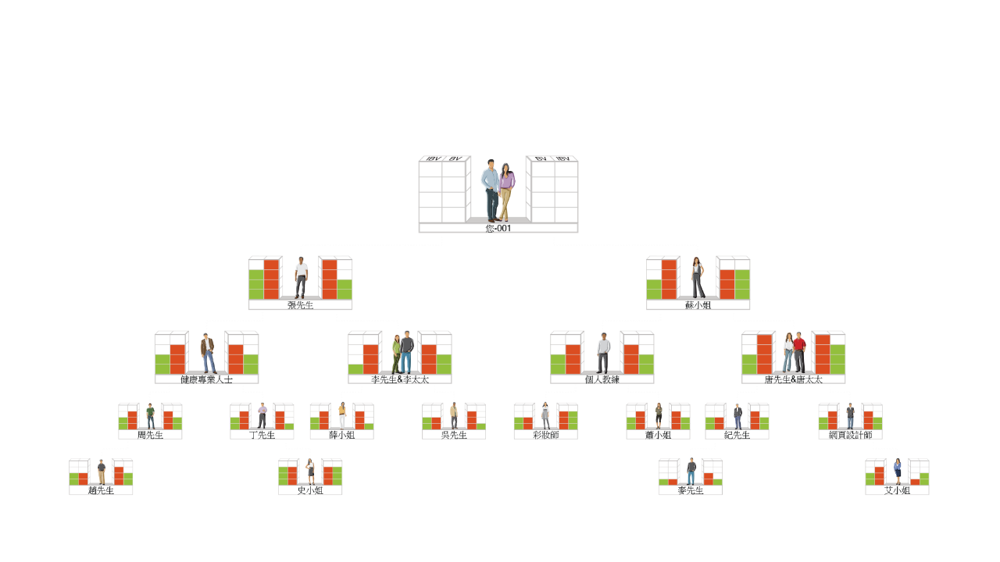 IBV BV BV IBV
您-001
張先生 蘇小姐
健康專業人士 李先生&李太太 個人教練 唐先生&唐太太
周先生 丁先生 薛小姐 吳先生 彩妝師 蕭小姐 紀先生 網頁設計師
趙先生 史小姐 麥先生 艾小姐